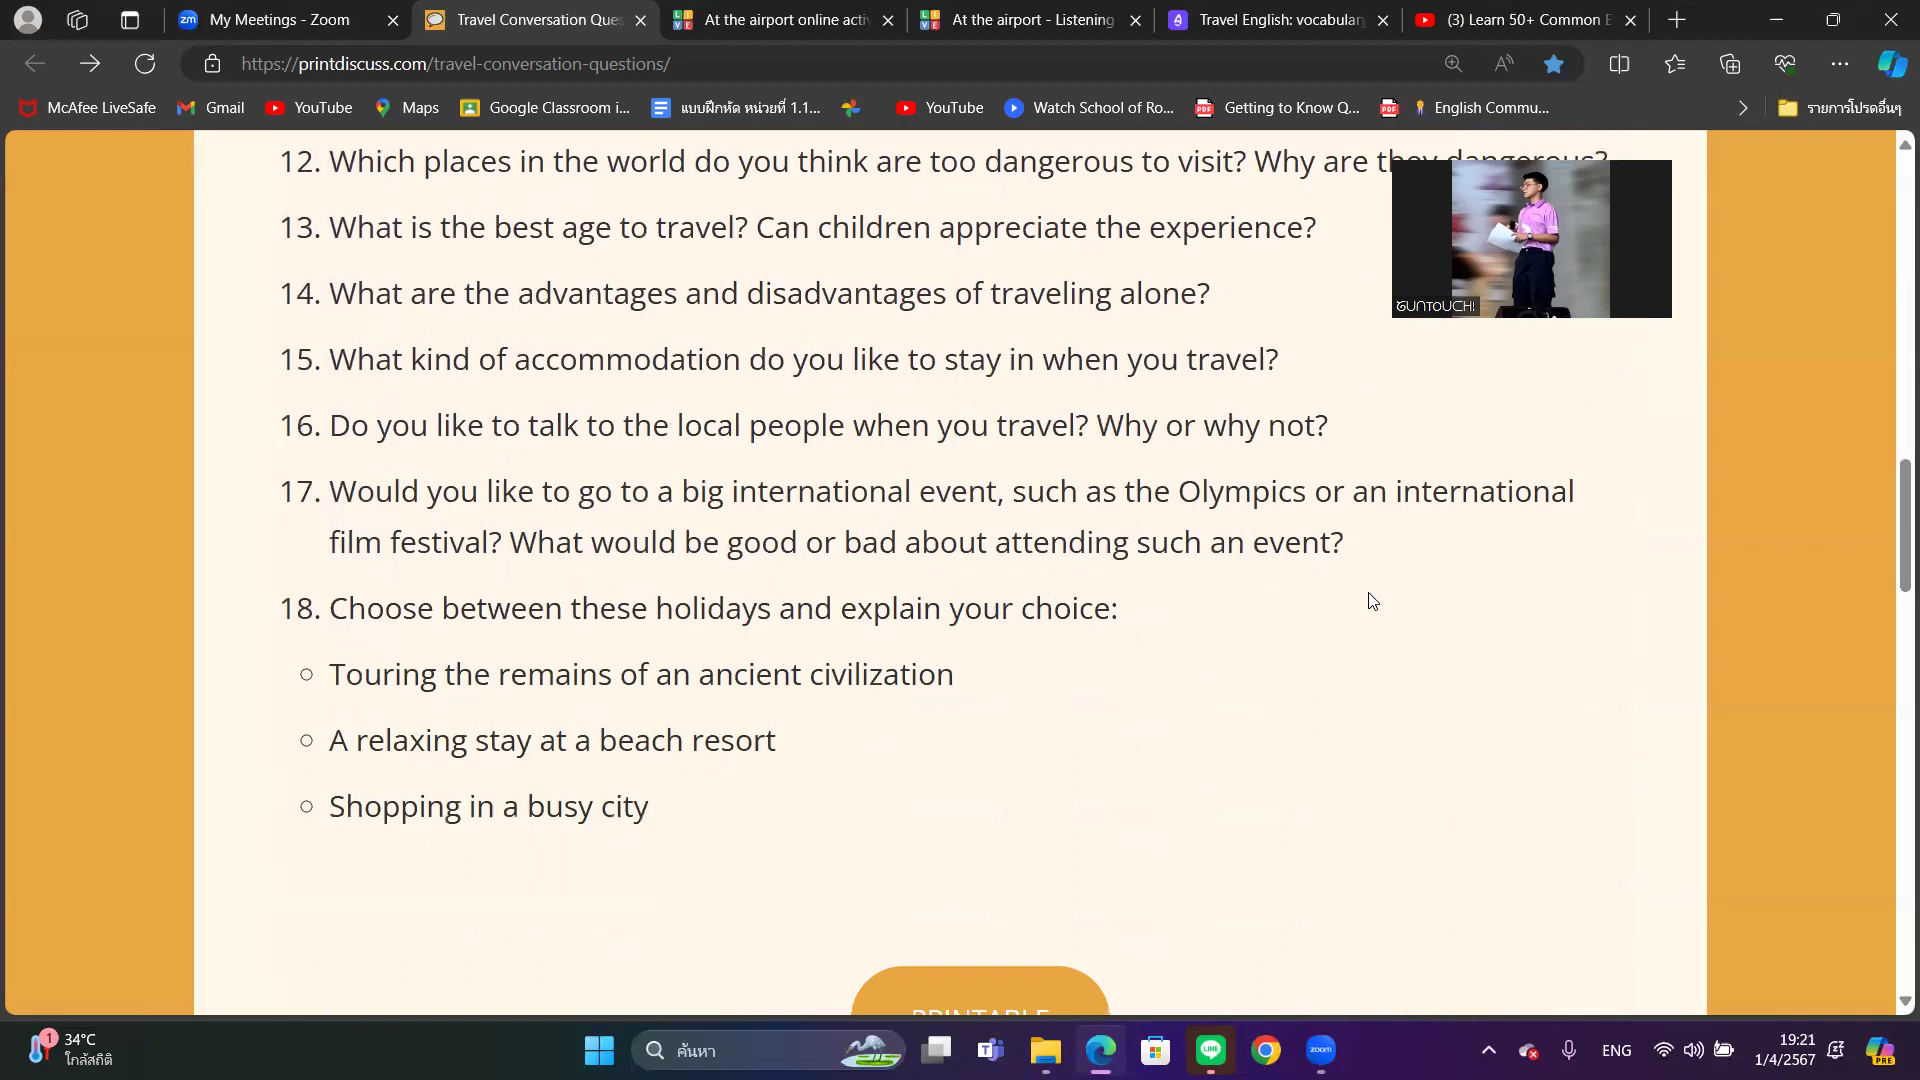 My Meetings - Zoom
Travel Conversation Ques
At the airport online activ
At the airport - Listening
Travel English: vocabular
(3) Learn 50+ Common E
https://printdiscuss.com/travel-conversation-questions/
McAfee LiveSafe
Gmail
YouTube
Maps
Google Classroom i...
แบบฝึกหัด หน่วยที่ 1.1...
YouTube
Watch School of Ro...
Getting to Know Q...
English Commu...
รายการโปรดอื่นๆ
12. Which places in the world do you think are too dangerous to visit? Why are they dangerous?
13. What is the best age to travel? Can children appreciate the experience?
14. What are the advantages and disadvantages of traveling alone?
15. What kind of accommodation do you like to stay in when you travel?
16. Do you like to talk to the local people when you travel? Why or why not?
17. Would you like to go to a big international event, such as the Olympics or an international
film festival? What would be good or bad about attending such an event?
18. Choose between these holidays and explain your choice:
Touring the remains of an ancient civilization
A relaxing stay at a beach resort
Shopping in a busy city
PRINTABLE
1
34°C
ใกล้สถิติ
ค้นหา
zoom
ENG
19:21
1/4/2567